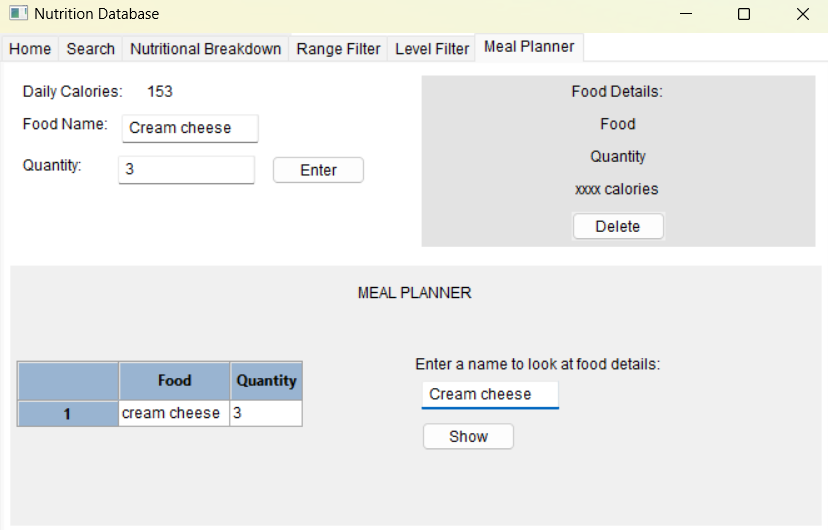 Nutrition Database
Home Search Nutritional Breakdown Range Filter Level Filter Meal Planner
Daily Calories: 153
Food Name: Cream cheese
Quantity: 3 Enter
Food Details:
Food
Quantity
xxxx calories
Delete
MEAL PLANNER
Food Quantity
1 cream cheese 3
Enter a name to look at food details:
Cream cheese
Show